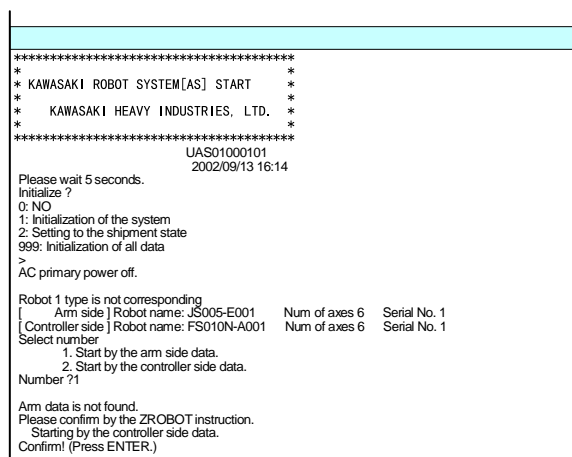 ****************************************
*                                      *
* KAWASAKI ROBOT SYSTEM[AS] START      *
*                                      *
*    KAWASAKI HEAVY INDUSTRIES, LTD.   *
*                                      *
****************************************
UAS01000101
2002/09/13 16:14
Please wait 5 seconds.
Initialize ?
0: NO
1: Initialization of the system
2: Setting to the shipment state
999: Initialization of all data
>
AC primary power off.
Robot 1 type is not corresponding
[ Arm side ] Robot name: JS005-E001 Num of axes 6 Serial No. 1
[ Controller side ] Robot name: FS010N-A001 Num of axes 6 Serial No. 1
Select number
1. Start by the arm side data.
2. Start by the controller side data.
Number ?1
Arm data is not found.
Please confirm by the ZROBOT instruction.
Starting by the controller side data.
Confirm! (Press ENTER.)